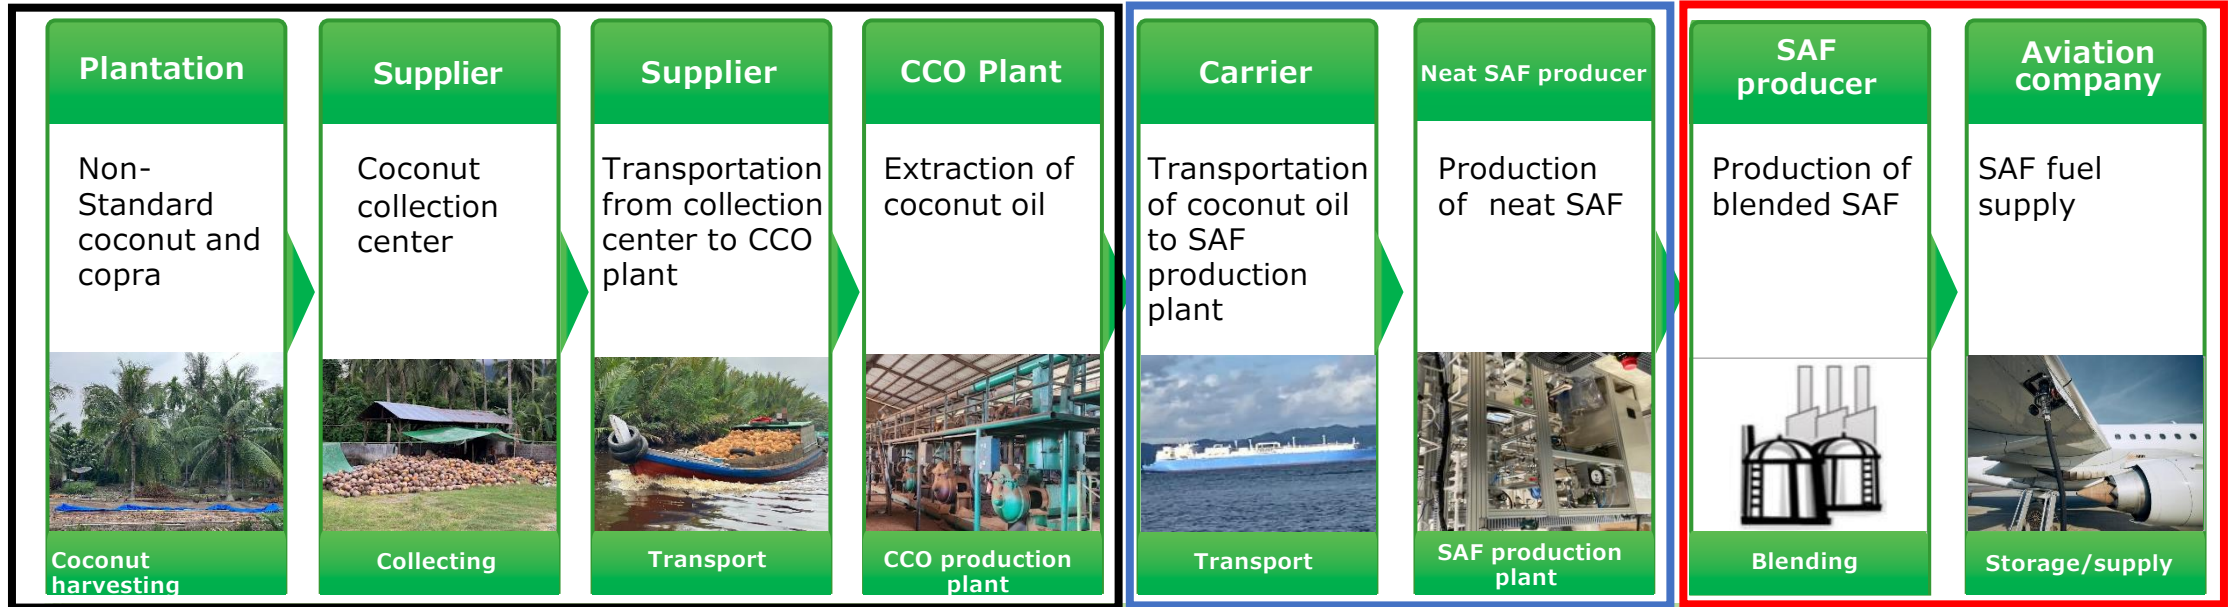 Plantation
Non-
Standard
coconut and
copra
Coconut
harvesting
Supplier
Coconut
collection
center
Collecting
Supplier
Transportation
from collection
center to CCO
plant
Transport
CCO Plant
Extraction of
coconut oil
CCO production
plant
Carrier
Transportation
of coconut oil
to SAF
production
plant
Transport
Neat SAF producer
Production
of neat SAF
SAF production
plant
SAF
producer
Production of
blended SAF
Blending
Aviation
company
SAF fuel
supply
Storage/supply